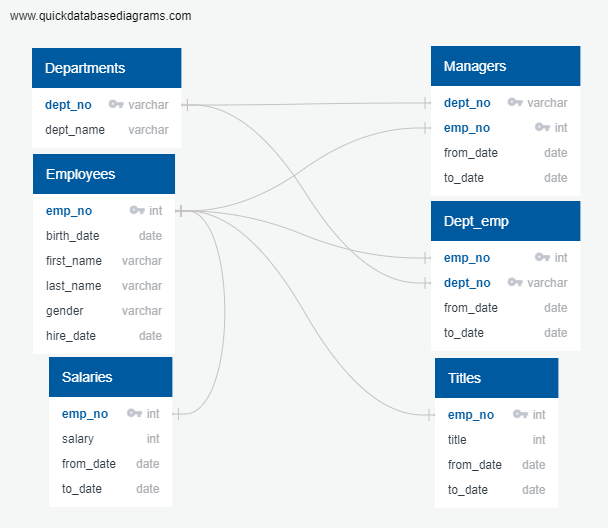 www.quickdatabasediagrams.com
Departments
dept_no varchar
dept_name varchar
Employees
emp_no int
birth_date date
first_name varchar
last_name varchar
gender varchar
hire_date date
Salaries
emp_no int
salary int
from_date date
to_date date
Managers
dept_no varchar
emp_no int
from_date date
to_date date
Dept_emp
emp_no int
dept_no varchar
from_date date
to_date date
Titles
emp_no int
title int
from_date date
to_date date